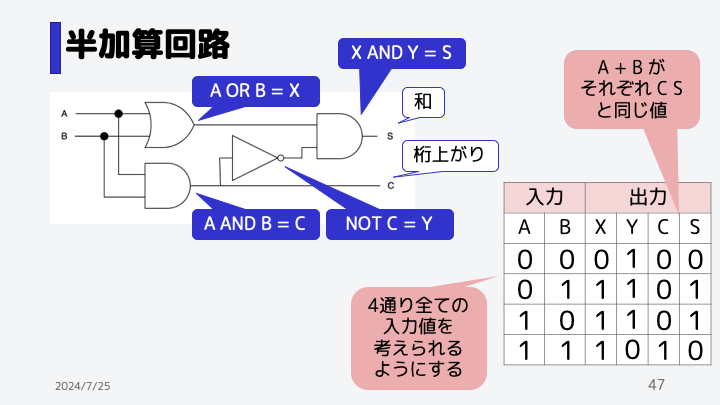 半加算回路
X AND Y = S
A OR B = X
和
A
B
S
桁上がり
C
A AND B = C
NOT C = Y
A + B が
それぞれ C S
と同じ値
入力 出力
A B X Y C S
0 0 0 1 0 0
0 1 1 1 0 1
1 0 1 1 0 1
1 1 1 0 1 0
4通り全ての
入力値を
考えられる
ようにする
2024/7/25
47